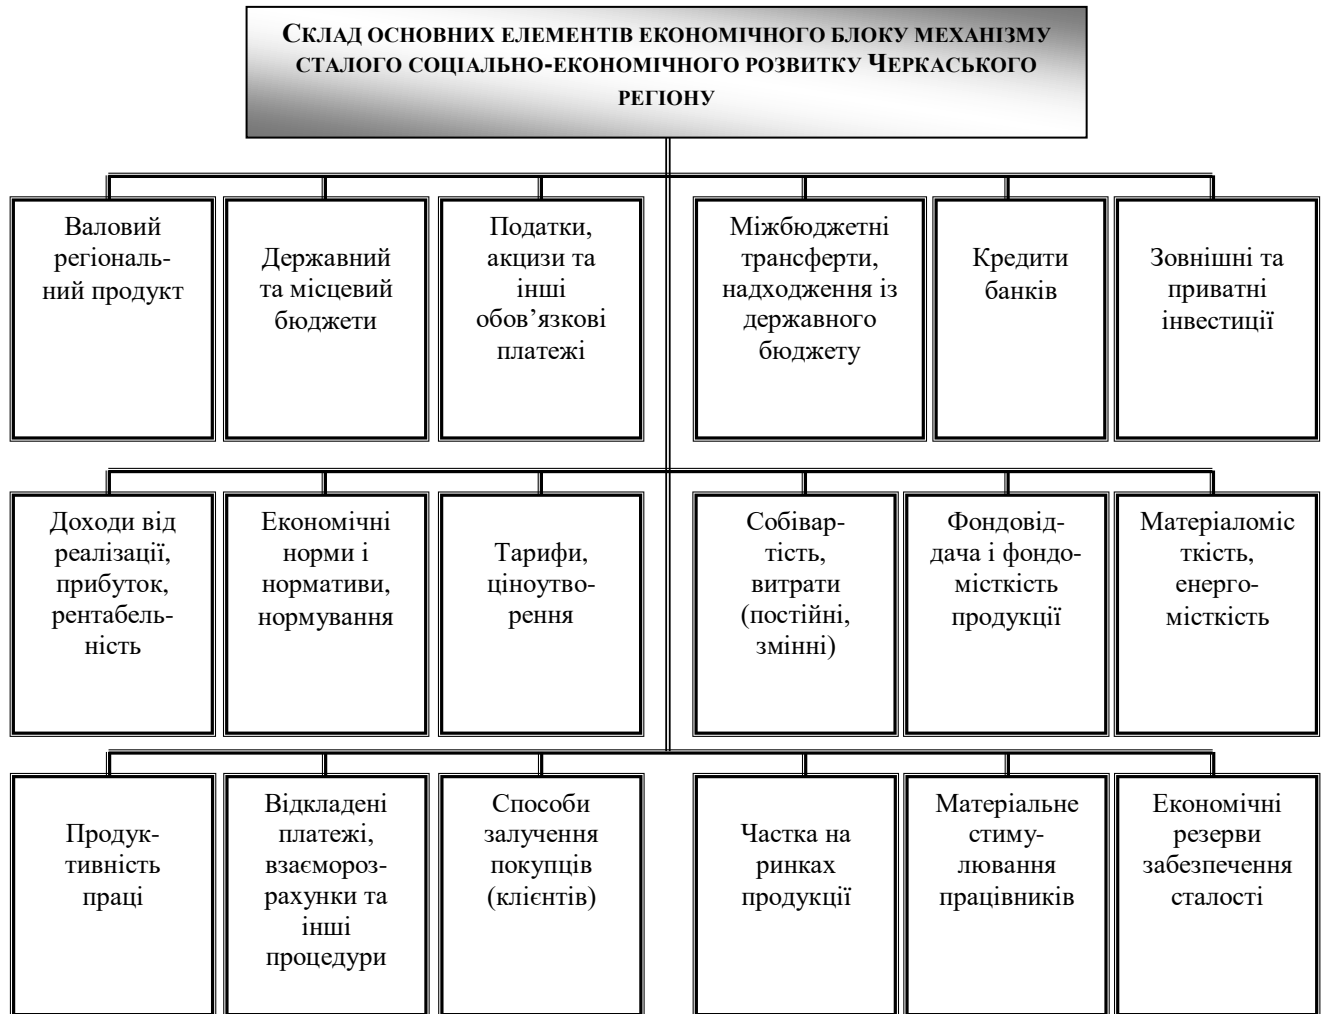 СКЛАД ОСНОВНИХ ЕЛЕМЕНТІВ ЕКОНОМІЧНОГО БЛОКУ МЕХАНІЗМУ
СТАЛОГО СОЦІАЛЬНО-ЕКОНОМІЧНОГО РОЗВИТКУ ЧЕРКАСЬКОГО
РЕГІОНУ
Валовий
регіональ-
ний продукт
Державний
та місцевий
бюджети
Податки,
акцизи та
інші
обов’язкові
платежі
Міжбюджетні
трансферти,
надходження із
державного
бюджету
Кредити
банків
Зовнішні та
приватні
інвестиції
Доходи від
реалізації,
прибуток,
рентабель-
ність
Економічні
норми і
нормативи,
нормування
Тарифи,
ціноутво-
рення
Собівар-
тість,
витрати
(постійні,
змінні)
Фондовід-
дача і фондо-
місткість
продукції
Матеріаломіс
ткість,
енерго-
місткість
Продук-
тивність
праці
Відкладені
платежі,
взаємороз-
рахунки та
інші
процедури
Способи
залучення
покупців
(клієнтів)
Частка на
ринках
продукції
Матеріальне
стиму-
лювання
працівників
Економічні
резерви
забезпечення
сталості